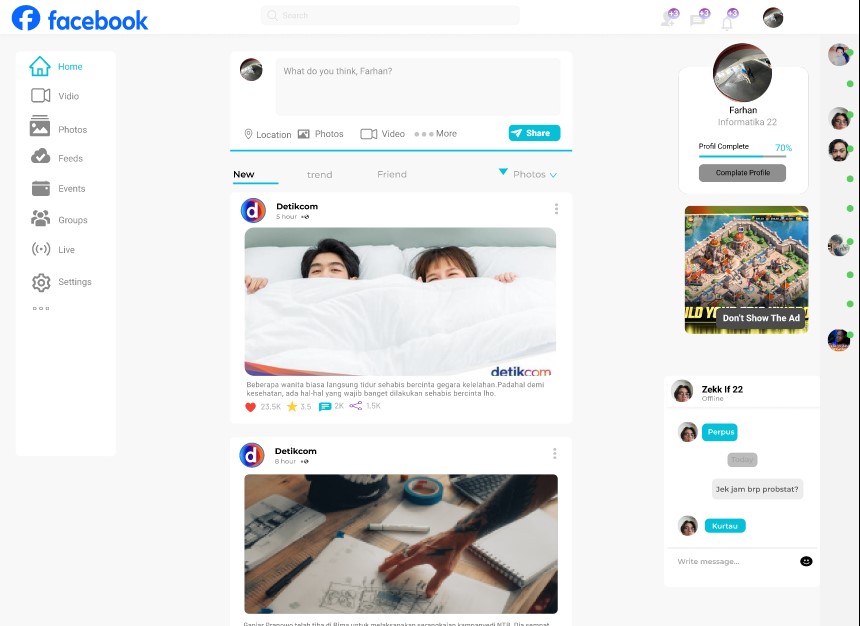 facebook
Search
+3
+3
+3
Home
Vidio
Photos
Feeds
Events
Groups
Live
Settings
What do you think, Farhan?
Location
Photos
Video
More
Share
New
trend
Friend
Photos
Detikcom
5 hour
detikcom
Beberapa wanita biasa langsung tidur sehabis bercinta gegara kelelahan.Padahal demi
kesehatan, ada hal-hal yang wajib banget dilakukan sehabis bercinta lho.
23.5K
3.5
2K
1.5K
d
Detikcom
8 hour
Ganjar Pranowo telah tiba di Bima untuk melaksanakan serangkaian
Farhan
Informatika 22
Profil Complete
70%
Complate Profile
Don't Show The Ad
Zekk If 22
Offline
Perpus
Today
Jek jam brp probstat?
Kurtau
Write message...